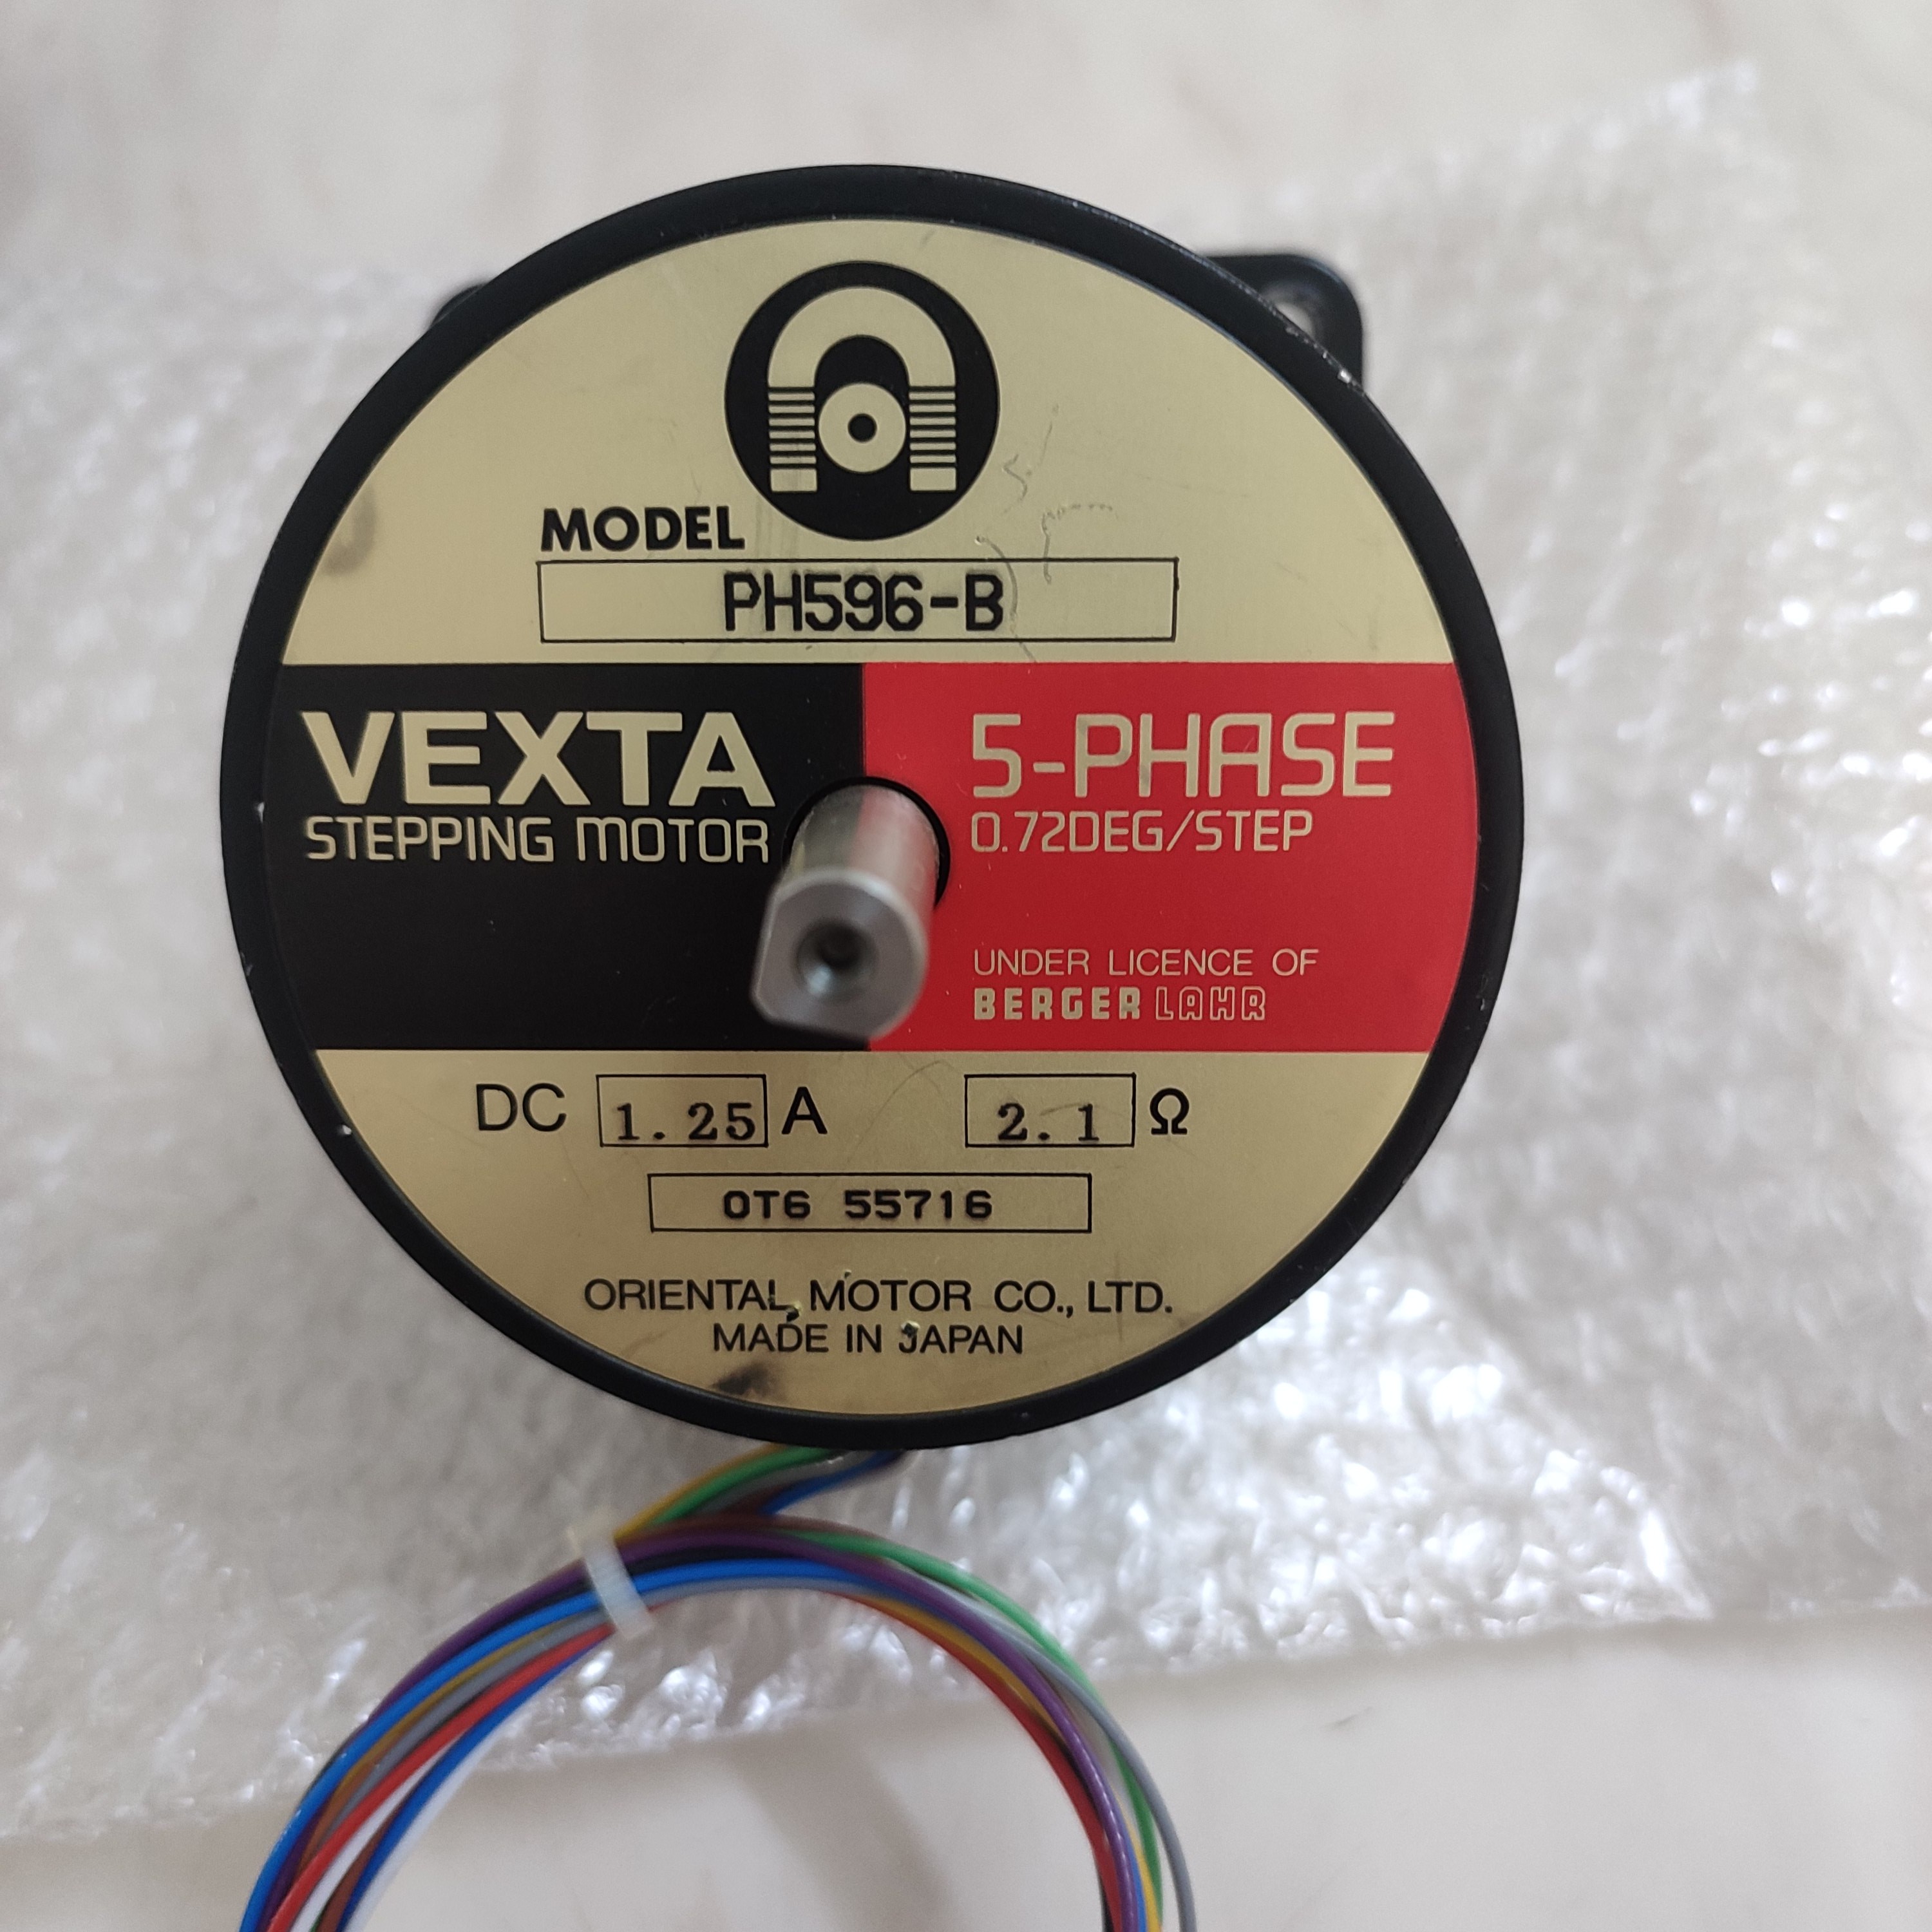 MODEL
PH596-B
VEXTA
STEPPING MOTOR
5-PHASE
0.72DEG/STEP
UNDER LICENCE OF
BERGER LAHR
DC 1.25 A 2.1 Ω
0T6 55716
ORIENTAL MOTOR CO., LTD.
MADE IN JAPAN